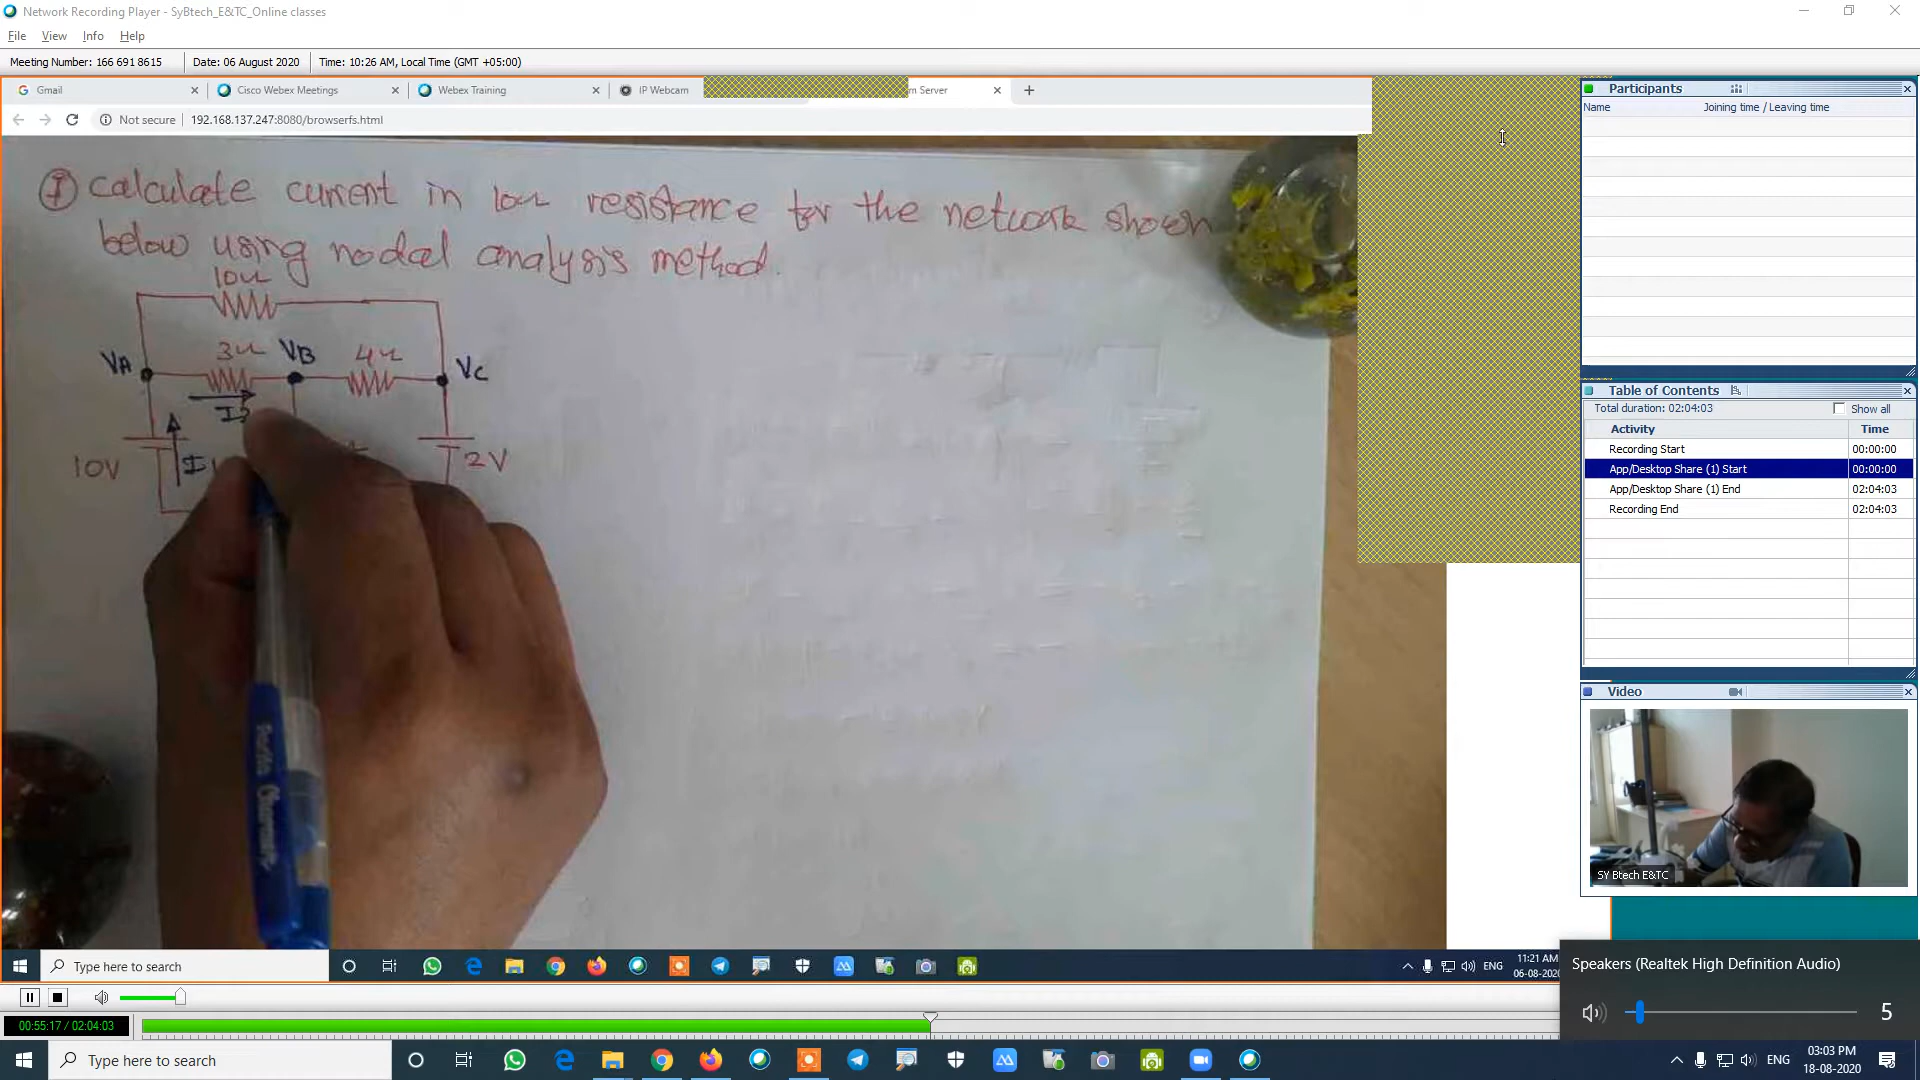 Network Recording Player - SyBtech_E&TC_Online classes
File View Info Help
Meeting Number: 166 691 8615 Date: 06 August 2020 Time: 10:26 AM, Local Time (GMT +05:00)
Gmail Cisco Webex Meetings Webex Training IP Webcam m Server
Not secure 192.168.137.247:8080/browserfs.html
① calculate current in 10Ω resistance for the network shown
below using nodal analysis method.
10Ω
3Ω VB 4Ω
VA VC
I2
10V I1 2V
Participants
Name Joining time / Leaving time
Table of Contents
Total duration: 02:04:03 Show all
Activity Time
Recording Start 00:00:00
App/Desktop Share (1) Start 00:00:00
App/Desktop Share (1) End 02:04:03
Recording End 02:04:03
Video
SY Btech E&TC
Type here to search ENG 11:21 AM
06-08-2020
Speakers (Realtek High Definition Audio)
5
00:55:17 / 02:04:03
Type here to search ENG 03:03 PM
18-08-2020